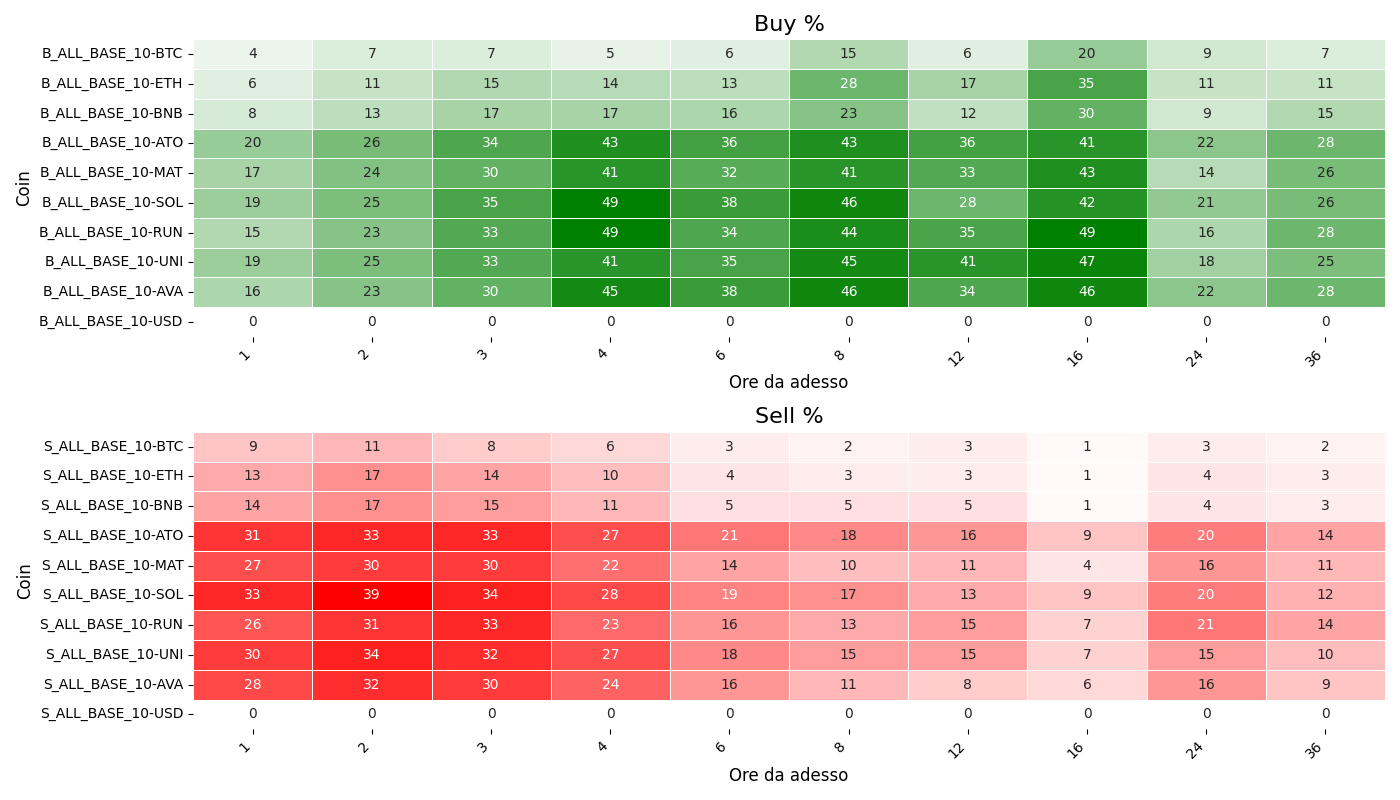 Buy %
Coin
B_ALL_BASE_10-BTC 4 7 7 5 6 15 6 20 9 7
B_ALL_BASE_10-ETH 6 11 15 14 13 28 17 35 11 11
B_ALL_BASE_10-BNB 8 13 17 17 16 23 12 30 9 15
B_ALL_BASE_10-ATO 20 26 34 43 36 43 36 41 22 28
B_ALL_BASE_10-MAT 17 24 30 41 32 41 33 43 14 26
B_ALL_BASE_10-SOL 19 25 35 49 38 46 28 42 21 26
B_ALL_BASE_10-RUN 15 23 33 49 34 44 35 49 16 28
B_ALL_BASE_10-UNI 19 25 33 41 35 45 41 47 18 25
B_ALL_BASE_10-AVA 16 23 30 45 38 46 34 46 22 28
B_ALL_BASE_10-USD 0 0 0 0 0 0 0 0 0 0
1 2 3 4 6 8 12 16 24 36
Ore da adesso
Sell %
Coin
S_ALL_BASE_10-BTC 9 11 8 6 3 2 3 1 3 2
S_ALL_BASE_10-ETH 13 17 14 10 4 3 3 1 4 3
S_ALL_BASE_10-BNB 14 17 15 11 5 5 5 1 4 3
S_ALL_BASE_10-ATO 31 33 33 27 21 18 16 9 20 14
S_ALL_BASE_10-MAT 27 30 30 22 14 10 11 4 16 11
S_ALL_BASE_10-SOL 33 39 34 28 19 17 13 9 20 12
S_ALL_BASE_10-RUN 26 31 33 23 16 13 15 7 21 14
S_ALL_BASE_10-UNI 30 34 32 27 18 15 15 7 15 10
S_ALL_BASE_10-AVA 28 32 30 24 16 11 8 6 16 9
S_ALL_BASE_10-USD 0 0 0 0 0 0 0 0 0 0
1 2 3 4 6 8 12 16 24 36
Ore da adesso